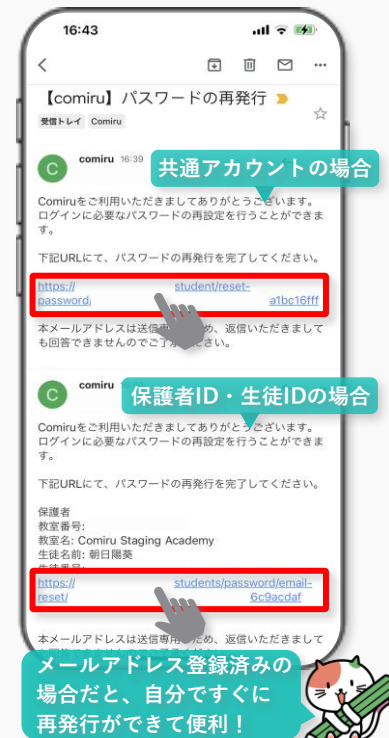 16:43
【comiru】パスワードの再発行
受信トレイ Comiru
C
comiru 16:39
共通アカウントの場合
Comiruをご利用いただきましてありがとうございます。
ログインに必要なパスワードの再設定を行うことができま
す。
下記URLにて、パスワードの再発行を完了してください。
https:// student/reset-
password/ a1bc16fff
本メールアドレスは送信専用のため、返信いただきまして
も回答できませんのでご了承ください。
C
comiru
保護者ID・生徒IDの場合
Comiruをご利用いただきましてありがとうございます。
ログインに必要なパスワードの再設定を行うことができま
す。
下記URLにて、パスワードの再発行を完了してください。
保護者
教室番号:
教室名: Comiru Staging Academy
生徒名前: 朝日陽葵
生徒番号:
https:// students/password/email-
reset/ 6c9acdaf
本メールアドレスは送信専用のため、返信いただきまして
メールアドレス登録済みの
場合だと、自分ですぐに
再発行ができて便利！